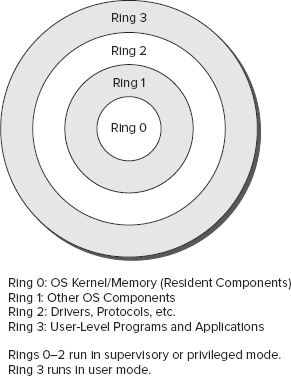 Ring 3
Ring 2
Ring 1
Ring 0
Ring 0: OS Kernel/Memory (Resident Components)
Ring 1: Other OS Components
Ring 2: Drivers, Protocols, etc.
Ring 3: User-Level Programs and Applications
Rings 0–2 run in supervisory or privileged mode.
Ring 3 runs in user mode.